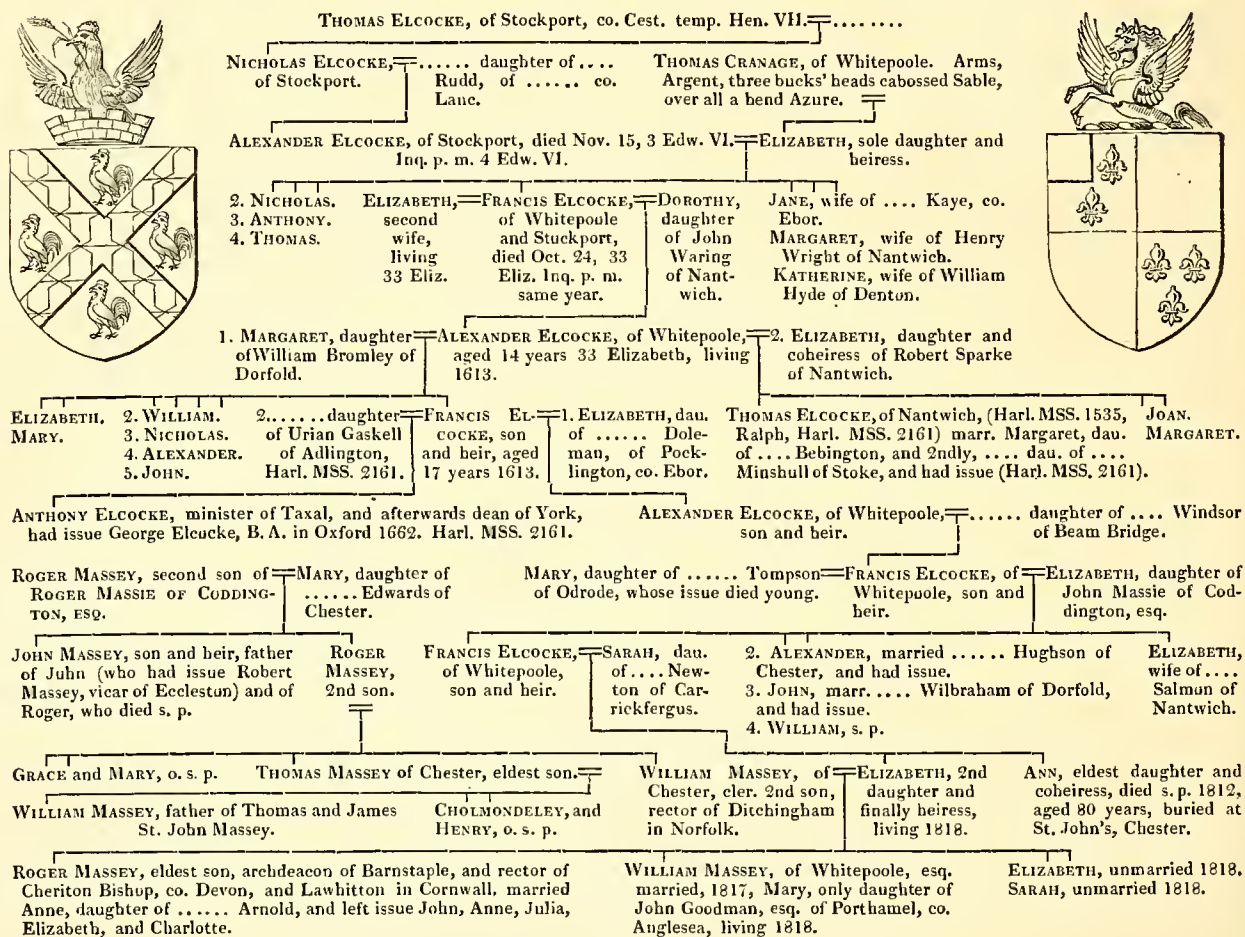 THOMAS ELCOCKE, of Stockport, co. Cest. temp. Hen. VII. ........
NICHOLAS ELCOCKE, ...... daughter of ....
of Stockport. Rudd, of ...... co.
Lanc.
THOMAS CRANAGE, of Whitepoole. Arms,
Argent, three bucks' heads cabossed Sable,
over all a bend Azure.
ALEXANDER ELCOCKE, of Stockport, died Nov. 15, 3 Edw. VI.
Inq. p. m. 4 Edw. VI.
ELIZABETH, sole daughter and
heiress.
2. NICHOLAS.
3. ANTHONY.
4. THOMAS.
ELIZABETH,
second
wife,
living
33 Eliz.
FRANCIS ELCOCKE,
of Whitepoole
and Stockport,
died Oct. 24, 33
Eliz. Inq. p. m.
same year.
DOROTHY,
daughter
of John
Waring
of Nant-
wich.
JANE, wife of .... Kaye, co.
Ebor.
MARGARET, wife of Henry
Wright of Nantwich.
KATHERINE, wife of William
Hyde of Denton.
1. MARGARET, daughter
of William Bromley of
Dorfold.
ALEXANDER ELCOCKE, of Whitepoole,
aged 14 years 33 Elizabeth, living
1613.
2. ELIZABETH, daughter and
coheiress of Robert Sparke
of Nantwich.
ELIZABETH.
MARY.
2. WILLIAM.
3. NICHOLAS.
4. ALEXANDER.
5. JOHN.
2. ...... daughter
of Urian Gaskell
of Adlington,
Harl. MSS. 2161.
FRANCIS EL-
COCKE, son
and heir, aged
17 years 1613.
1. ELIZABETH, dau.
of ...... Dole-
man, of Pock-
lington, co. Ebor.
THOMAS ELCOCKE, of Nantwich, (Harl. MSS. 1535,
Ralph, Harl. MSS. 2161) marr. Margaret, dau.
of .... Bebington, and 2ndly, .... dau. of ....
Minshull of Stoke, and had issue (Harl. MSS. 2161).
JOAN.
MARGARET.
ANTHONY ELCOCKE, minister of Taxal, and afterwards dean of York,
had issue George Elcocke, B. A. in Oxford 1662. Harl. MSS. 2161.
ALEXANDER ELCOCKE, of Whitepoole,
son and heir.
...... daughter of .... Windsor
of Beam Bridge.
ROGER MASSEY, second son of
ROGER MASSIE OF CODDING-
TON, ESQ.
MARY, daughter of
...... Edwards of
Chester.
MARY, daughter of ...... Tompson
of Odrode, whose issue died young.
FRANCIS ELCOCKE, of
Whitepoole, son and
heir.
ELIZABETH, daughter of
John Massie of Cod-
dington, esq.
JOHN MASSEY, son and heir, father
of John (who had issue Robert
Massey, vicar of Eccleston) and of
Roger, who died s. p.
ROGER
MASSEY,
2nd son.
FRANCIS ELCOCKE,
of Whitepoole,
son and heir.
SARAH, dau.
of .... New-
ton of Car-
rickfergus.
2. ALEXANDER, married ...... Hughson of
Chester, and had issue.
3. JOHN, marr. .... Wilbraham of Dorfold,
and had issue.
4. WILLIAM, s. p.
ELIZABETH,
wife of ....
Salmon of
Nantwich.
GRACE and MARY, o. s. p.
THOMAS MASSEY of Chester, eldest son.
WILLIAM MASSEY, of
Chester, cler. 2nd son,
rector of Ditchingham
in Norfolk.
ELIZABETH, 2nd
daughter and
finally heiress,
living 1818.
ANN, eldest daughter and
coheiress, died s. p. 1812,
aged 80 years, buried at
St. John's, Chester.
WILLIAM MASSEY, father of Thomas and James
St. John Massey.
CHOLMONDELEY, and
HENRY, o. s. p.
ROGER MASSEY, eldest son, archdeacon of Barnstaple, and rector of
Cheriton Bishop, co. Devon, and Lawhitton in Cornwall, married
Anne, daughter of ...... Arnold, and left issue John, Anne, Julia,
Elizabeth, and Charlotte.
WILLIAM MASSEY, of Whitepoole, esq.
married, 1817, Mary, only daughter of
John Goodman, esq. of Porthamel, co.
Anglesea, living 1818.
ELIZABETH, unmarried 1818.
SARAH, unmarried 1818.